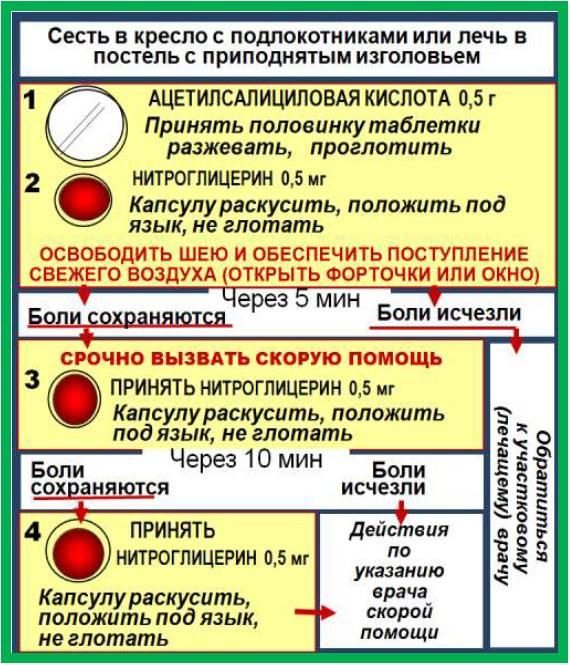 Сесть в кресло с подлокотниками или лечь в
постель с приподнятым изголовьем
1
АЦЕТИЛСАЛИЦИЛОВАЯ КИСЛОТА 0,5 г
Принять половинку таблетки
разжевать, проглотить
2
НИТРОГЛИЦЕРИН 0,5 мг
Капсулу раскусить, положить под
язык, не глотать
ОСВОБОДИТЬ ШЕЮ И ОБЕСПЕЧИТЬ ПОСТУПЛЕНИЕ
СВЕЖЕГО ВОЗДУХА (ОТКРЫТЬ ФОРТОЧКИ ИЛИ ОКНО)
Через 5 мин
Боли сохраняются
Боли исчезли
СРОЧНО ВЫЗВАТЬ СКОРУЮ ПОМОЩЬ
3
ПРИНЯТЬ НИТРОГЛИЦЕРИН 0,5 мг
Капсулу раскусить, положить
под язык, не глотать
Обратиться
к участковому
(лечащему) врачу
Через 10 мин
Боли
сохраняются
Боли
исчезли
4
ПРИНЯТЬ
НИТРОГЛИЦЕРИН 0,5 мг
Капсулу раскусить,
положить под язык,
не глотать
Действия
по
указанию
врача
скорой
помощи